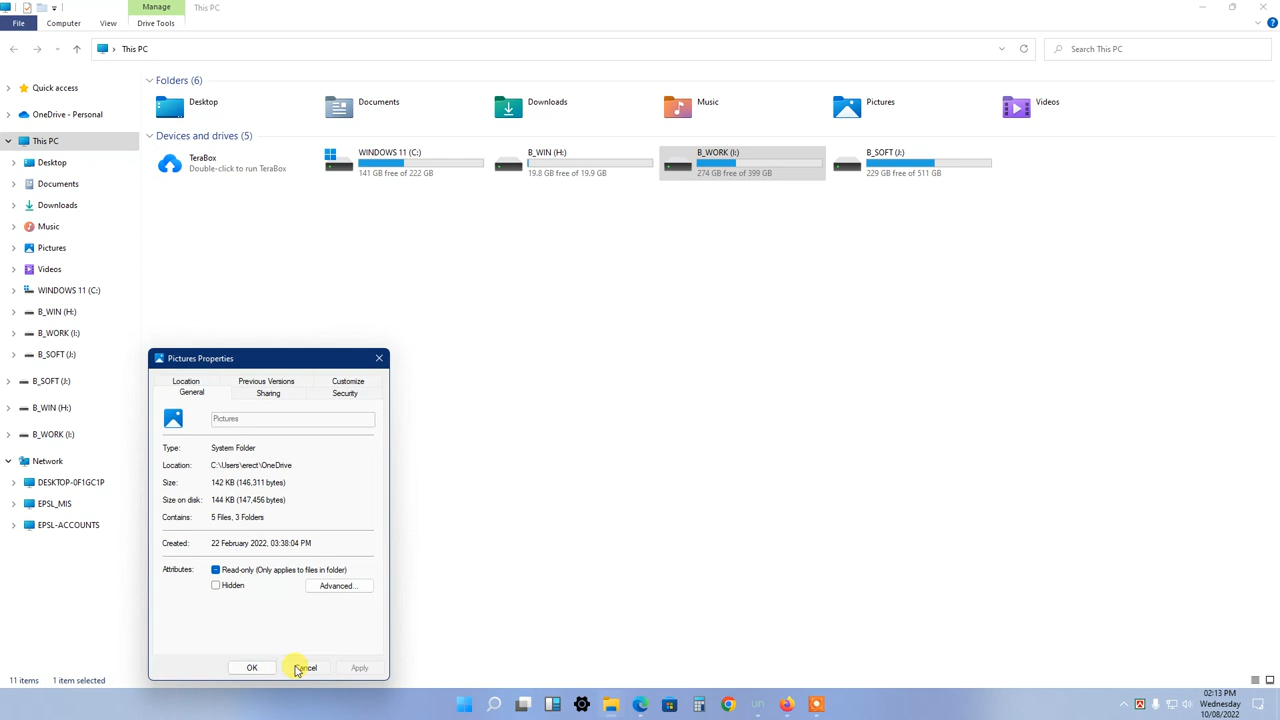 Manage
This PC
File
Computer
View
Drive Tools
This PC
Search This PC
Quick access
OneDrive - Personal
This PC
Desktop
Documents
Downloads
Music
Pictures
Videos
WINDOWS 11 (C:)
B_WIN (H:)
B_WORK (I:)
B_SOFT (J:)
B_SOFT (J:)
B_WIN (H:)
B_WORK (I:)
Network
DESKTOP-0F1GC1P
EPSL_MIS
EPSL-ACCOUNTS
Folders (6)
Desktop
Documents
Downloads
Music
Pictures
Videos
Devices and drives (5)
TeraBox
Double-click to run TeraBox
WINDOWS 11 (C:)
141 GB free of 222 GB
B_WIN (H:)
19.8 GB free of 19.9 GB
B_WORK (I:)
274 GB free of 399 GB
B_SOFT (J:)
229 GB free of 511 GB
Pictures Properties
Location
Previous Versions
Customize
General
Sharing
Security
Pictures
Type: System Folder
Location: C:\Users\erect\OneDrive
Size: 142 KB (146,311 bytes)
Size on disk: 144 KB (147,456 bytes)
Contains: 5 Files, 3 Folders
Created: 22 February 2022, 03:38:04 PM
Attributes: Read-only (Only applies to files in folder)
Hidden
Advanced...
OK
Cancel
Apply
11 items
1 item selected
un
02:13 PM
Wednesday
10/08/2022